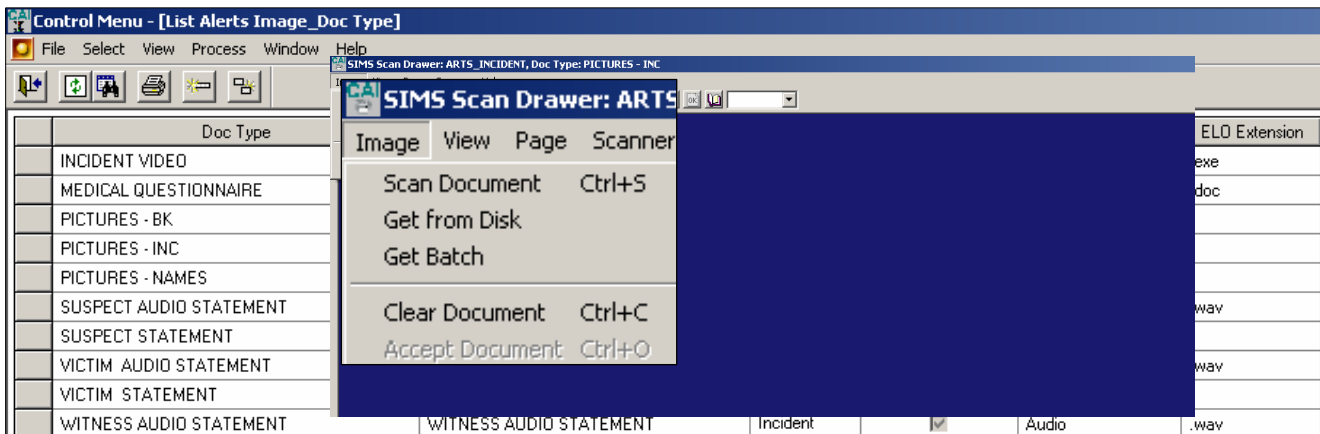 Control Menu - [List Alerts Image_Doc Type]
File Select View Process Window Help
SIMS Scan Drawer: ARTS_INCIDENT, Doc Type: PICTURES - INC
SIMS Scan Drawer: ARTS
Image View Page Scanner
Scan Document Ctrl+S
Get from Disk
Get Batch
Clear Document Ctrl+C
Accept Document Ctrl+O
Doc Type ELO Extension
INCIDENT VIDEO exe
MEDICAL QUESTIONNAIRE doc
PICTURES - BK
PICTURES - INC
PICTURES - NAMES
SUSPECT AUDIO STATEMENT wav
SUSPECT STATEMENT
VICTIM AUDIO STATEMENT wav
VICTIM STATEMENT
WITNESS AUDIO STATEMENT WITNESS AUDIO STATEMENT Incident Audio .wav